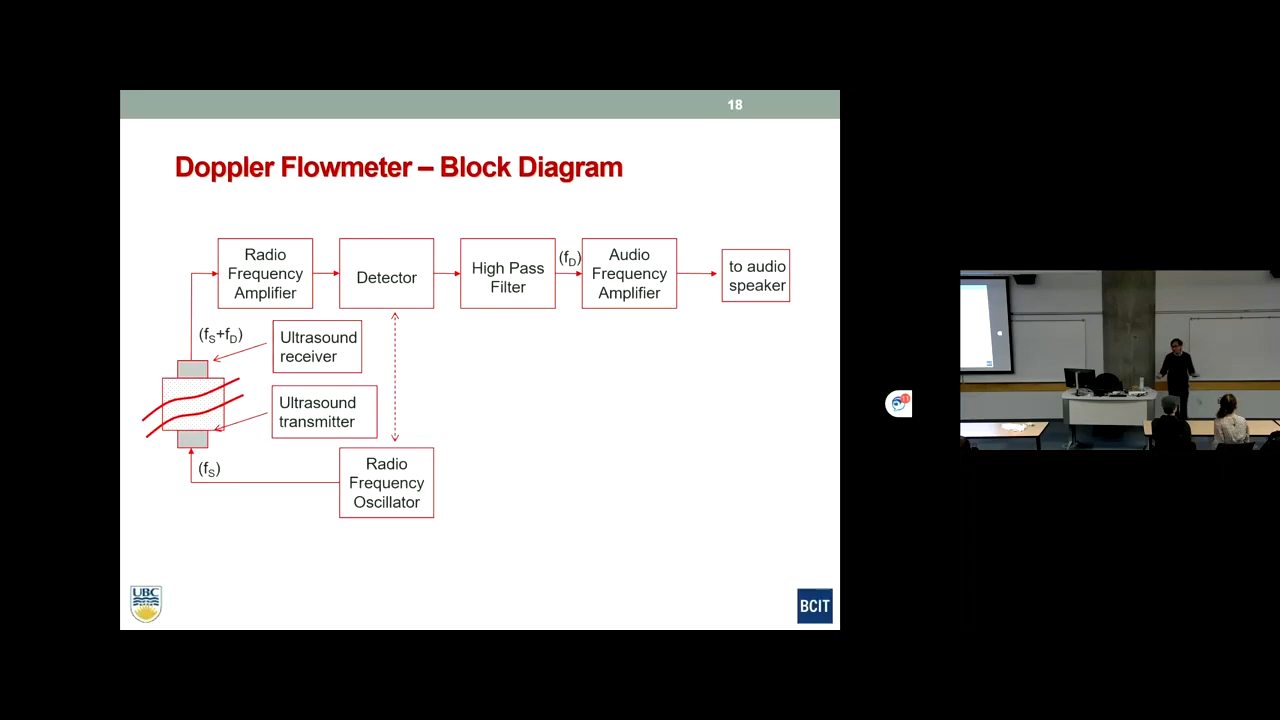 18
Doppler Flowmeter – Block Diagram
Radio
Frequency
Amplifier
Detector
High Pass
Filter
(fD)
Audio
Frequency
Amplifier
to audio
speaker
(fS+fD)
Ultrasound
receiver
Ultrasound
transmitter
(fS)
Radio
Frequency
Oscillator
UBC
BCIT